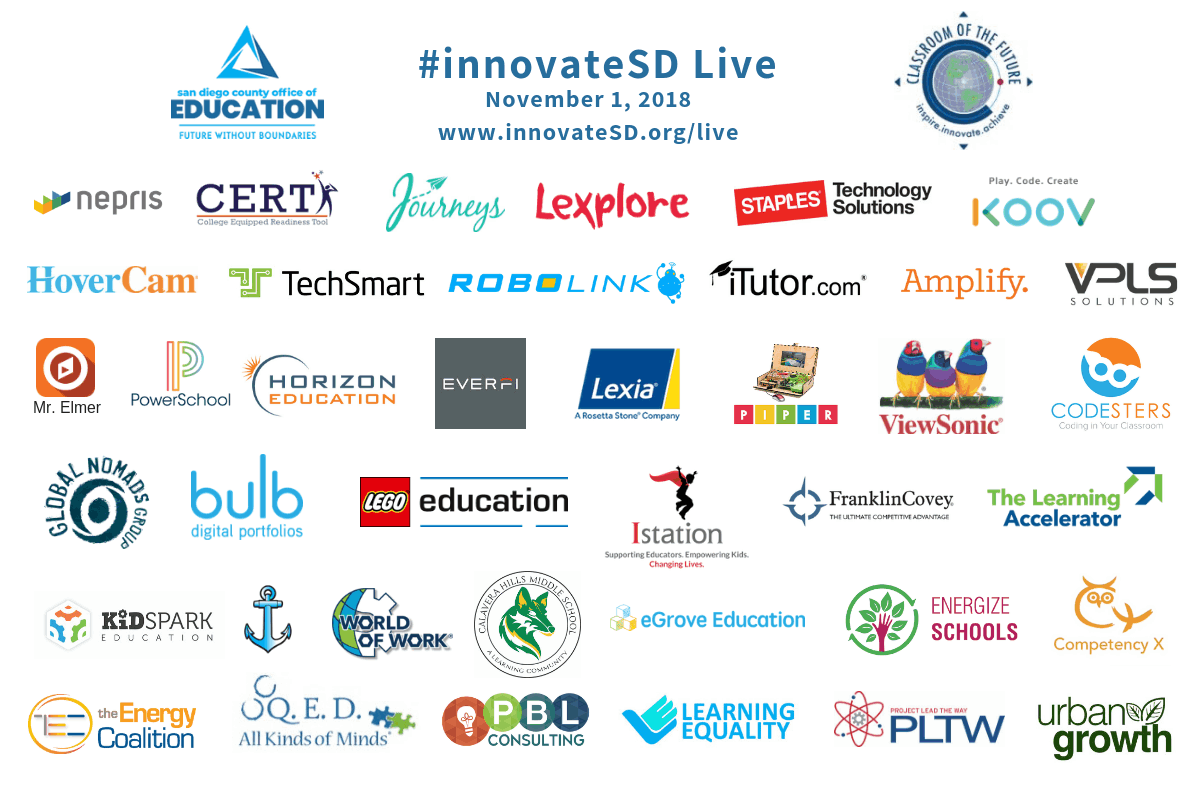 san diego county office of
EDUCATION
FUTURE WITHOUT BOUNDARIES
#innovateSD Live
November 1, 2018
www.innovateSD.org/live
CLASSROOM OF THE FUTURE
inspire.innovate.achieve
nepris
CERT
College Equipped Readiness Tool
Journeys
Lexplore
STAPLES
Technology
Solutions
Play. Code. Create
KOOV
HoverCam
TechSmart
ROBOLINK
iTutor.com®
Amplify.
VPLS
SOLUTIONS
Mr. Elmer
PowerSchool
HORIZON
EDUCATION
EVERFI
Lexia®
A Rosetta Stone® Company
PIPER
ViewSonic®
CODESTERS
Coding in Your Classroom
GLOBAL NOMADS GROUP
bulb
digital portfolios
LEGO education
Istation
Supporting Educators. Empowering Kids.
Changing Lives.
FranklinCovey
THE ULTIMATE COMPETITIVE ADVANTAGE
The Learning
Accelerator
KiDSPARK
EDUCATION
WORLD
OF WORK®
CALAVERA HILLS MIDDLE SCHOOL
A LEARNING COMMUNITY
eGrove Education
ENERGIZE
SCHOOLS
Competency X
TEC
the Energy
Coalition
Q. E. D.
All Kinds of Minds®
PBL
CONSULTING
LEARNING
EQUALITY
PROJECT LEAD THE WAY
PLTW
urban
growth